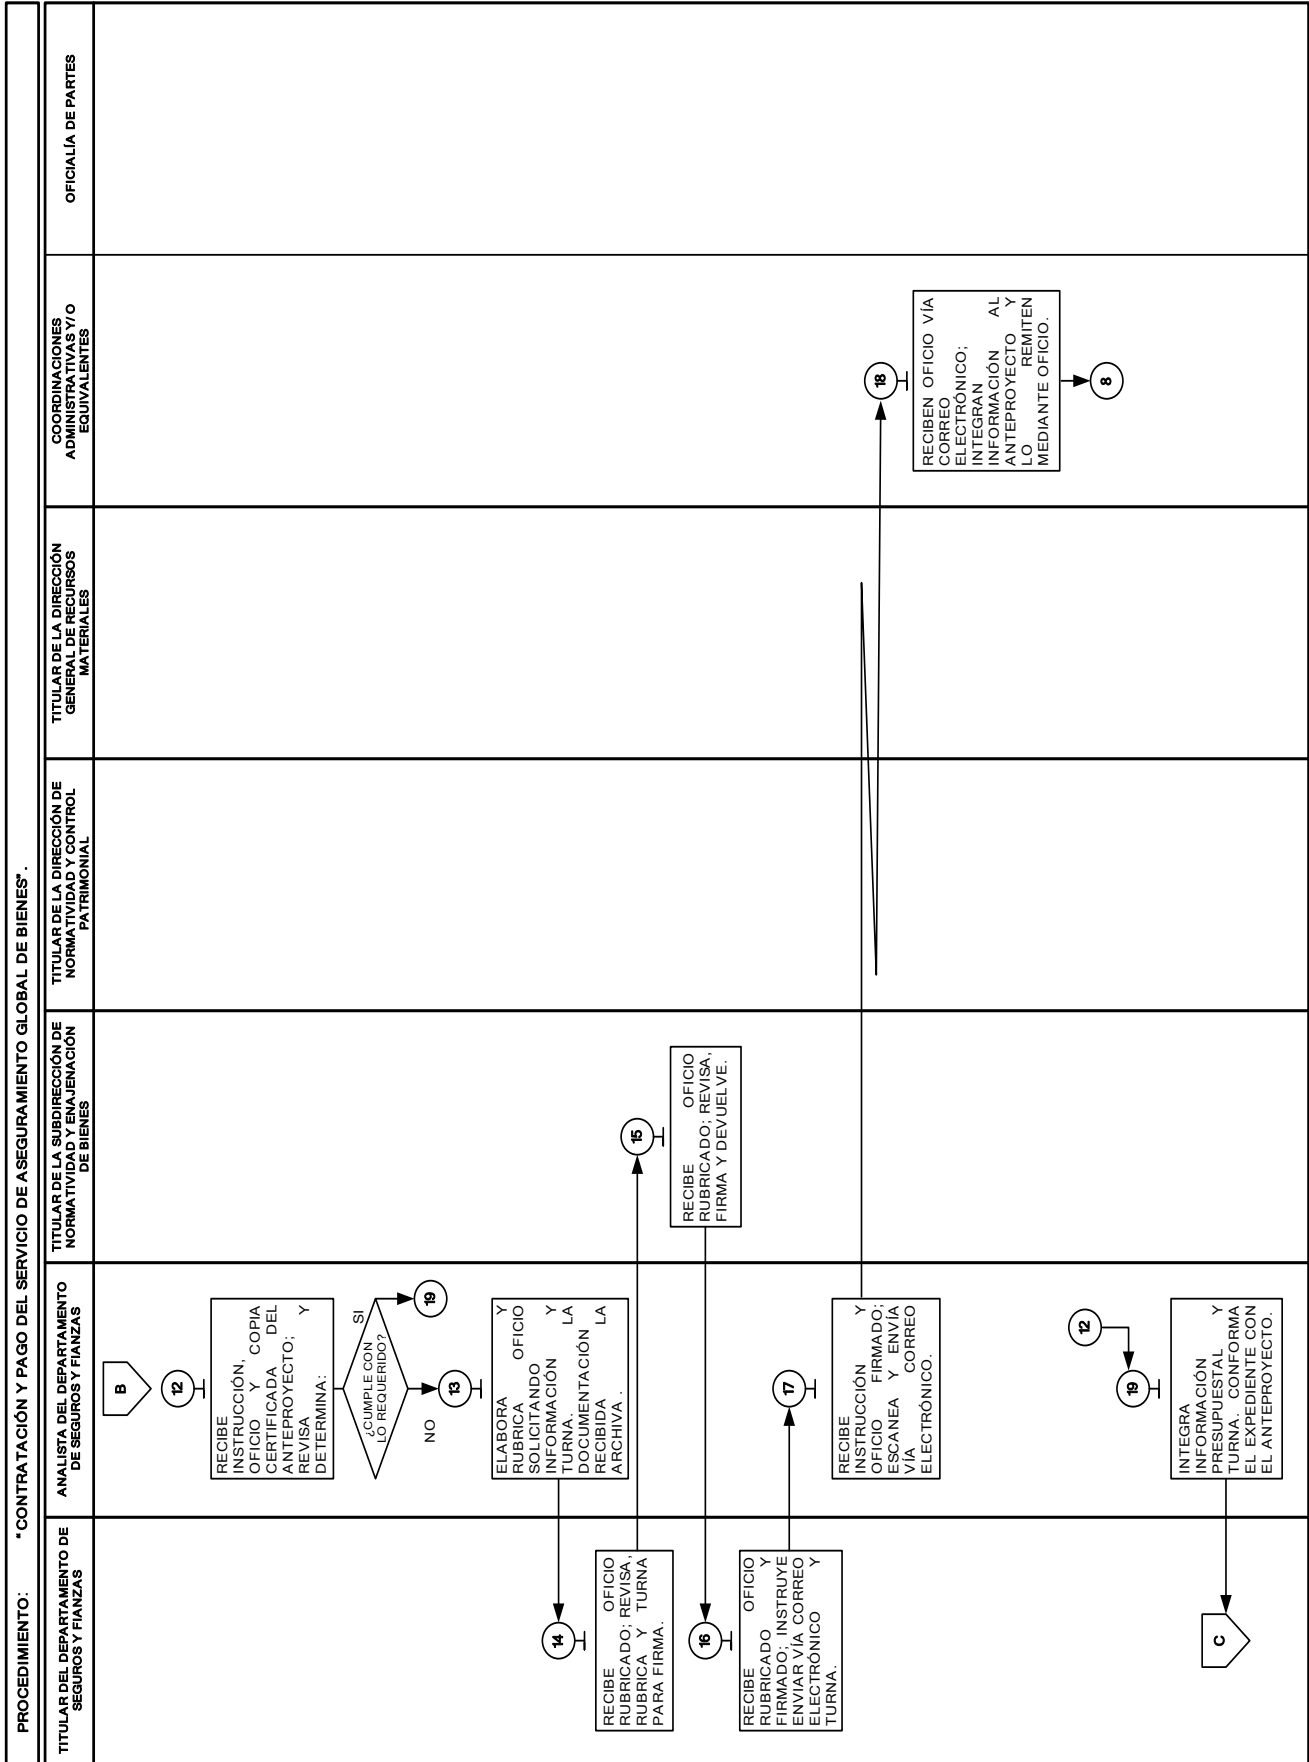 PROCEDIMIENTO: "CONTRATACIÓN Y PAGO DEL SERVICIO DE ASEGURAMIENTO GLOBAL DE BIENES".
TITULAR DEL DEPARTAMENTO DE
SEGUROS Y FIANZAS
ANALISTA DEL DEPARTAMENTO
DE SEGUROS Y FIANZAS
TITULAR DE LA SUBDIRECCIÓN DE
NORMATIVIDAD Y ENAJENACIÓN
DE BIENES
TITULAR DE LA DIRECCIÓN DE
NORMATIVIDAD Y CONTROL
PATRIMONIAL
TITULAR DE LA DIRECCIÓN
GENERAL DE RECURSOS
MATERIALES
COORDINACIONES
ADMINISTRATIVAS Y/O
EQUIVALENTES
OFICIALÍA DE PARTES
B
12
RECIBE
INSTRUCCIÓN,
OFICIO Y COPIA
CERTIFICADA DEL
ANTEPROYECTO;
REVISA Y
DETERMINA:
¿CUMPLE CON
LO REQUERIDO?
SI
19
NO
13
ELABORA Y
RUBRICA OFICIO
SOLICITANDO
INFORMACIÓN Y
TURNA. LA
DOCUMENTACIÓN
RECIBIDA LA
ARCHIVA.
14
RECIBE OFICIO
RUBRICADO; REVISA,
RUBRICA Y TURNA
PARA FIRMA.
15
RECIBE OFICIO
RUBRICADO; REVISA,
FIRMA Y DEVUELVE.
16
RECIBE OFICIO
RUBRICADO Y
FIRMADO; INSTRUYE
ENVIAR VÍA CORREO
ELECTRÓNICO Y
TURNA.
17
RECIBE
INSTRUCCIÓN Y
OFICIO FIRMADO;
ESCANEA Y ENVÍA
VÍA CORREO
ELECTRÓNICO.
18
RECIBEN OFICIO VÍA
CORREO
ELECTRÓNICO;
INTEGRAN
INFORMACIÓN AL
ANTEPROYECTO Y
LO REMITEN
MEDIANTE OFICIO.
8
12
19
INTEGRA
INFORMACIÓN
PRESUPUESTAL Y
TURNA. CONFORMA
EL EXPEDIENTE CON
EL ANTEPROYECTO.
C